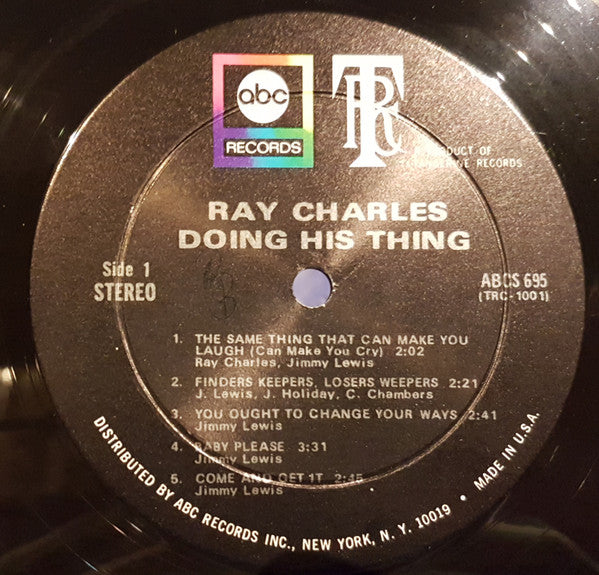 abc
RECORDS
TRC
PRODUCT OF
TANGERINE RECORDS
RAY CHARLES
DOING HIS THING
Side 1
STEREO
ABCS 695
(TRC-1001)
1. THE SAME THING THAT CAN MAKE YOU
LAUGH (Can Make You Cry) 2:02
Ray Charles, Jimmy Lewis
2. FINDERS KEEPERS, LOSERS WEEPERS 2:21
J. Lewis, J. Holiday, C. Chambers
3. YOU OUGHT TO CHANGE YOUR WAYS 2:41
Jimmy Lewis
4. BABY PLEASE 3:31
Jimmy Lewis
5. COME AND GET IT 2:45
Jimmy Lewis
DISTRIBUTED BY ABC RECORDS INC., NEW YORK, N. Y. 10019 • MADE IN U.S.A.